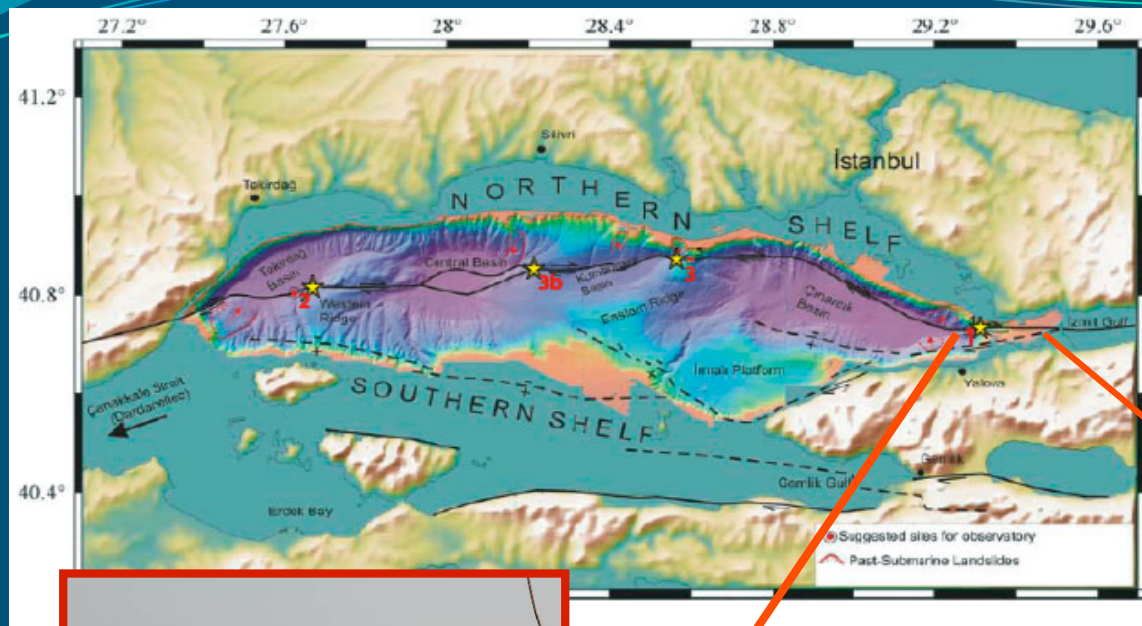 27.2° 27.6° 28° 28.4° 28.8° 29.2° 29.6°
41.2°
40.8°
40.4°
Silivri
İstanbul
Tekirdağ
NORTHERN SHELF
Tekirdağ Basin
Central Basin
Basin
3b
3
2
Western Ridge
Eastern Ridge
Çınarcık Basin
1
İzmit Gulf
İmralı Platform
Yalova
Çanakkale Strait
(Dardanelles)
SOUTHERN SHELF
Gemlik
Gemlik Gulf
Erdek Bay
Suggested sites for observatory
Past-Submarine Landslides